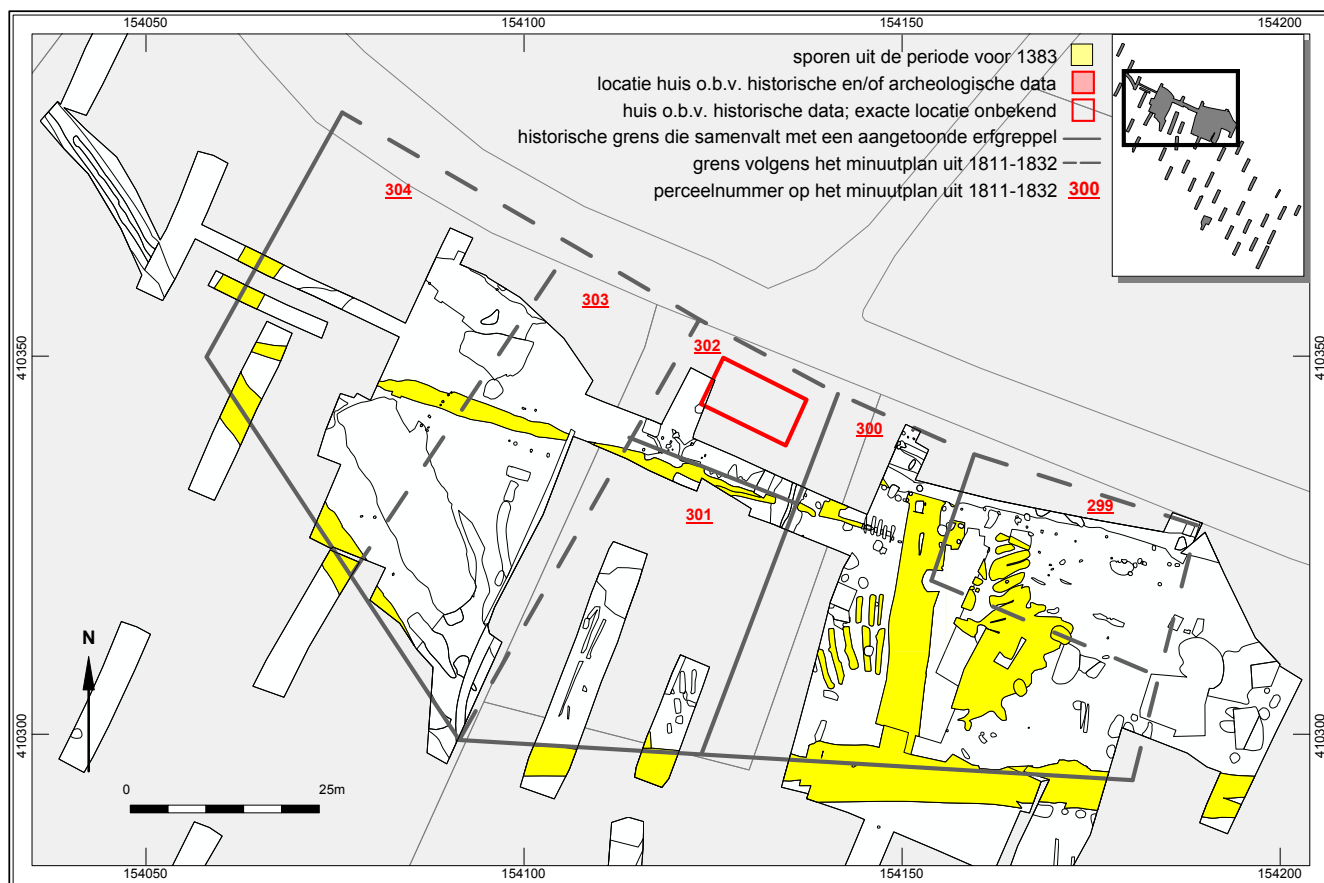 154050 154100 154150 154200
sporen uit de periode voor 1383
locatie huis o.b.v. historische en/of archeologische data
huis o.b.v. historische data; exacte locatie onbekend
historische grens die samenvalt met een aangetoonde erfgreppel
grens volgens het minuutplan uit 1811-1832
perceelnummer op het minuutplan uit 1811-1832 300
304
303
302
410350 410350
300
299
301
N
410300 410300
0 25m
154050 154100 154150 154200